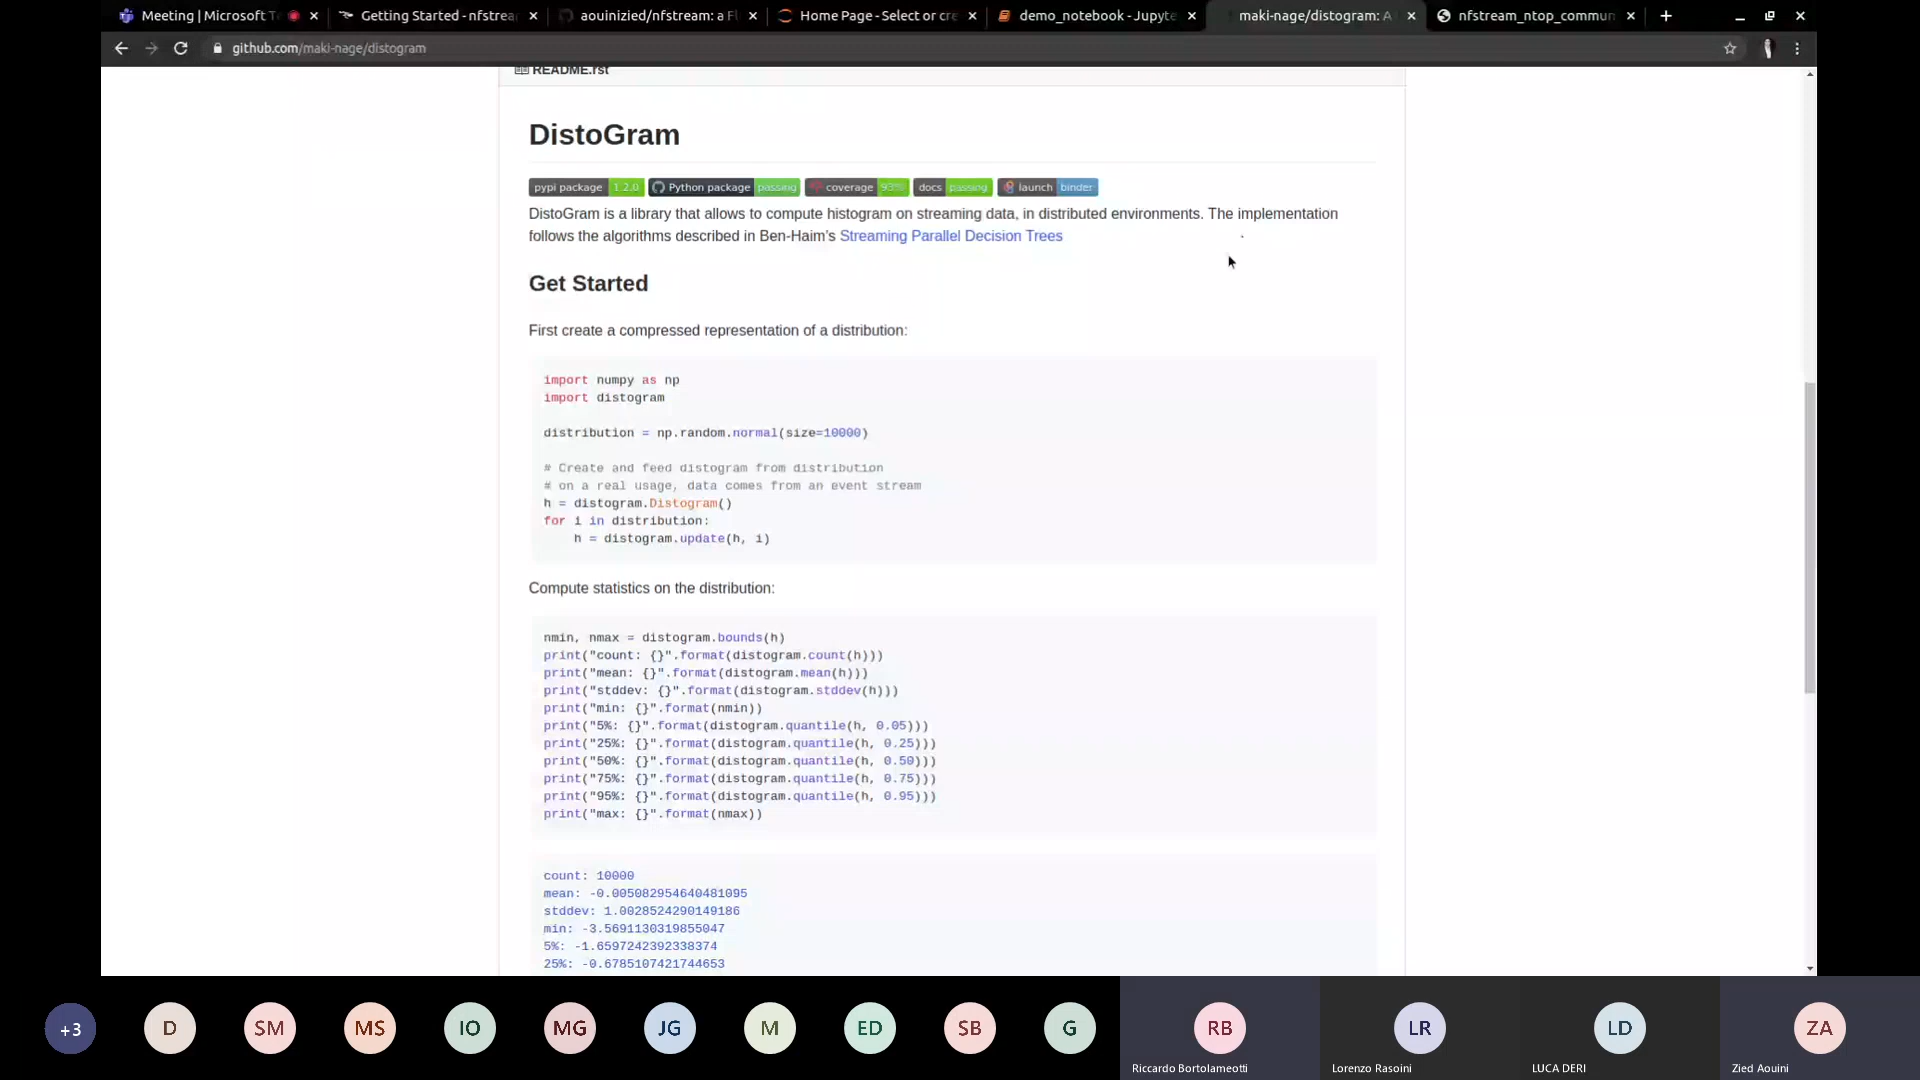 Meeting | Microsoft T
Getting Started - nfstrea
aouinizied/nfstream: a F
Home Page - Select or cre
demo_notebook - Jupyte
maki-nage/distogram: A
nfstream_ntop_commun
github.com/maki-nage/distogram
README.rst
DistoGram
pypi package 1.2.0 Python package passing coverage 93% docs passing launch binder
DistoGram is a library that allows to compute histogram on streaming data, in distributed environments. The implementation
follows the algorithms described in Ben-Haim's Streaming Parallel Decision Trees
Get Started
First create a compressed representation of a distribution:
import numpy as np
import distogram
distribution = np.random.normal(size=10000)
# Create and feed distogram from distribution
# on a real usage, data comes from an event stream
h = distogram.Distogram()
for i in distribution:
    h = distogram.update(h, i)
Compute statistics on the distribution:
nmin, nmax = distogram.bounds(h)
print("count: {}".format(distogram.count(h)))
print("mean: {}".format(distogram.mean(h)))
print("stddev: {}".format(distogram.stddev(h)))
print("min: {}".format(nmin))
print("5%: {}".format(distogram.quantile(h, 0.05)))
print("25%: {}".format(distogram.quantile(h, 0.25)))
print("50%: {}".format(distogram.quantile(h, 0.50)))
print("75%: {}".format(distogram.quantile(h, 0.75)))
print("95%: {}".format(distogram.quantile(h, 0.95)))
print("max: {}".format(nmax))
count: 10000
mean: -0.005082954640481095
stddev: 1.0028524290149186
min: -3.5691130319855047
5%: -1.6597242392338374
25%: -0.6785107421744653
+3 D SM MS IO MG JG M ED SB G RB LR LD ZA
Riccardo Bortolameotti Lorenzo Rasoini LUCA DERI Zied Aouini